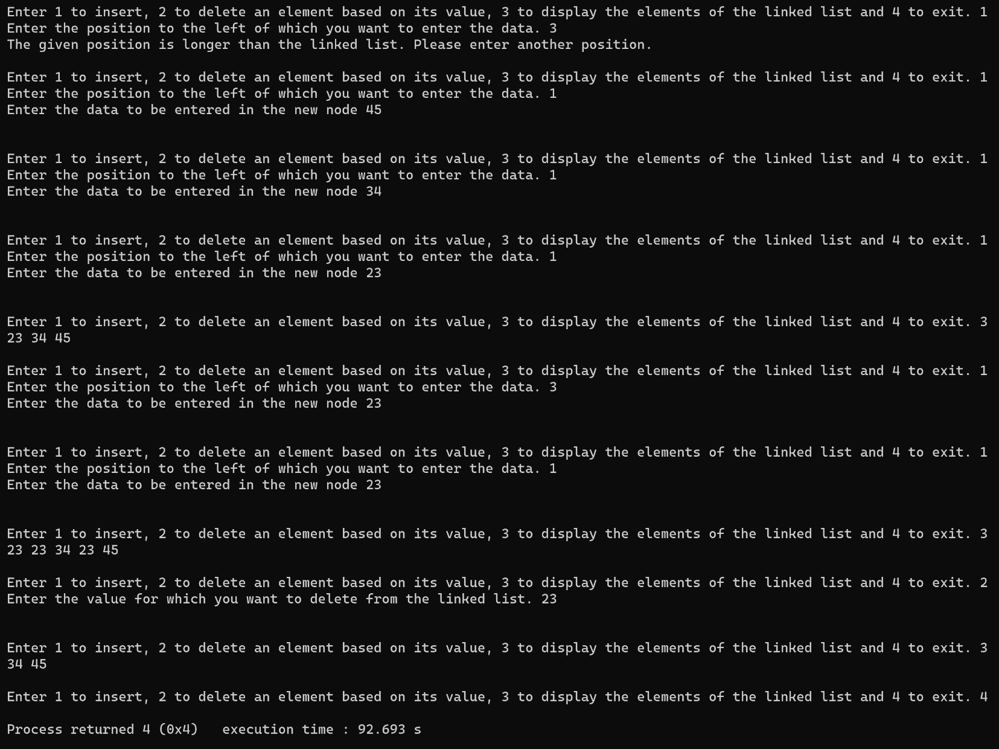 Enter 1 to insert, 2 to delete an element based on its value, 3 to display the elements of the linked list and 4 to exit. 1
Enter the position to the left of which you want to enter the data. 3
The given position is longer than the linked list. Please enter another position.
Enter 1 to insert, 2 to delete an element based on its value, 3 to display the elements of the linked list and 4 to exit. 1
Enter the position to the left of which you want to enter the data. 1
Enter the data to be entered in the new node 45
Enter 1 to insert, 2 to delete an element based on its value, 3 to display the elements of the linked list and 4 to exit. 1
Enter the position to the left of which you want to enter the data. 1
Enter the data to be entered in the new node 34
Enter 1 to insert, 2 to delete an element based on its value, 3 to display the elements of the linked list and 4 to exit. 1
Enter the position to the left of which you want to enter the data. 1
Enter the data to be entered in the new node 23
Enter 1 to insert, 2 to delete an element based on its value, 3 to display the elements of the linked list and 4 to exit. 3
23 34 45
Enter 1 to insert, 2 to delete an element based on its value, 3 to display the elements of the linked list and 4 to exit. 1
Enter the position to the left of which you want to enter the data. 3
Enter the data to be entered in the new node 23
Enter 1 to insert, 2 to delete an element based on its value, 3 to display the elements of the linked list and 4 to exit. 1
Enter the position to the left of which you want to enter the data. 1
Enter the data to be entered in the new node 23
Enter 1 to insert, 2 to delete an element based on its value, 3 to display the elements of the linked list and 4 to exit. 3
23 23 34 23 45
Enter 1 to insert, 2 to delete an element based on its value, 3 to display the elements of the linked list and 4 to exit. 2
Enter the value for which you want to delete from the linked list. 23
Enter 1 to insert, 2 to delete an element based on its value, 3 to display the elements of the linked list and 4 to exit. 3
34 45
Enter 1 to insert, 2 to delete an element based on its value, 3 to display the elements of the linked list and 4 to exit. 4
Process returned 4 (0x4)   execution time : 92.693 s